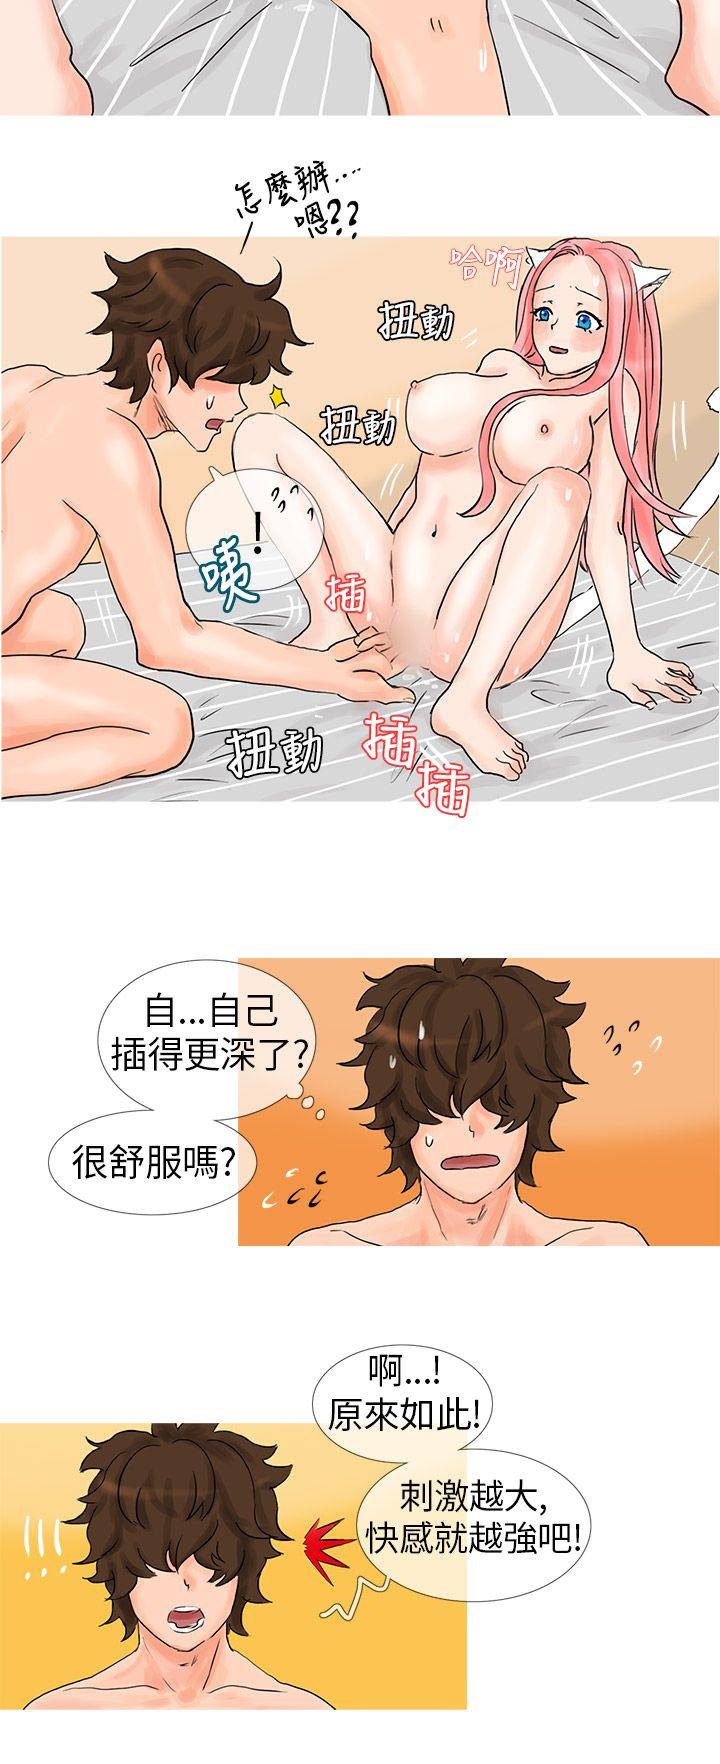 怎麼辦....
嗯??
哈啊
扭動
扭動
!
咦
插
扭動
插
插
自...自己
插得更深了?
很舒服嗎?
啊...!
原來如此!
刺激越大,
快感就越強吧!
!!!